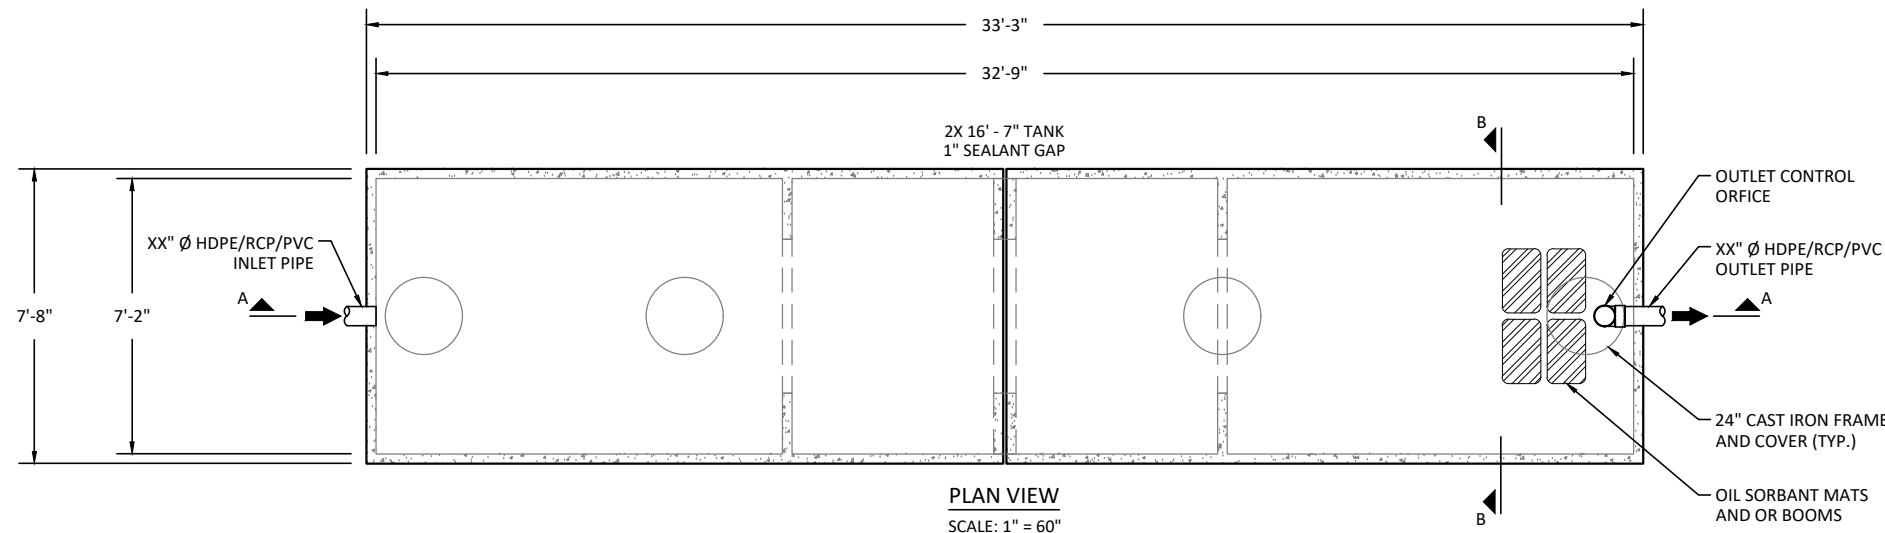 33'-3"
32'-9"
2X 16' - 7" TANK
1" SEALANT GAP
B
OUTLET CONTROL
ORFICE
XX" Ø HDPE/RCP/PVC
INLET PIPE
XX" Ø HDPE/RCP/PVC
OUTLET PIPE
A
A
7'-8"
7'-2"
24" CAST IRON FRAME
AND COVER (TYP.)
OIL SORBANT MATS
AND OR BOOMS
B
PLAN VIEW
SCALE: 1" = 60"